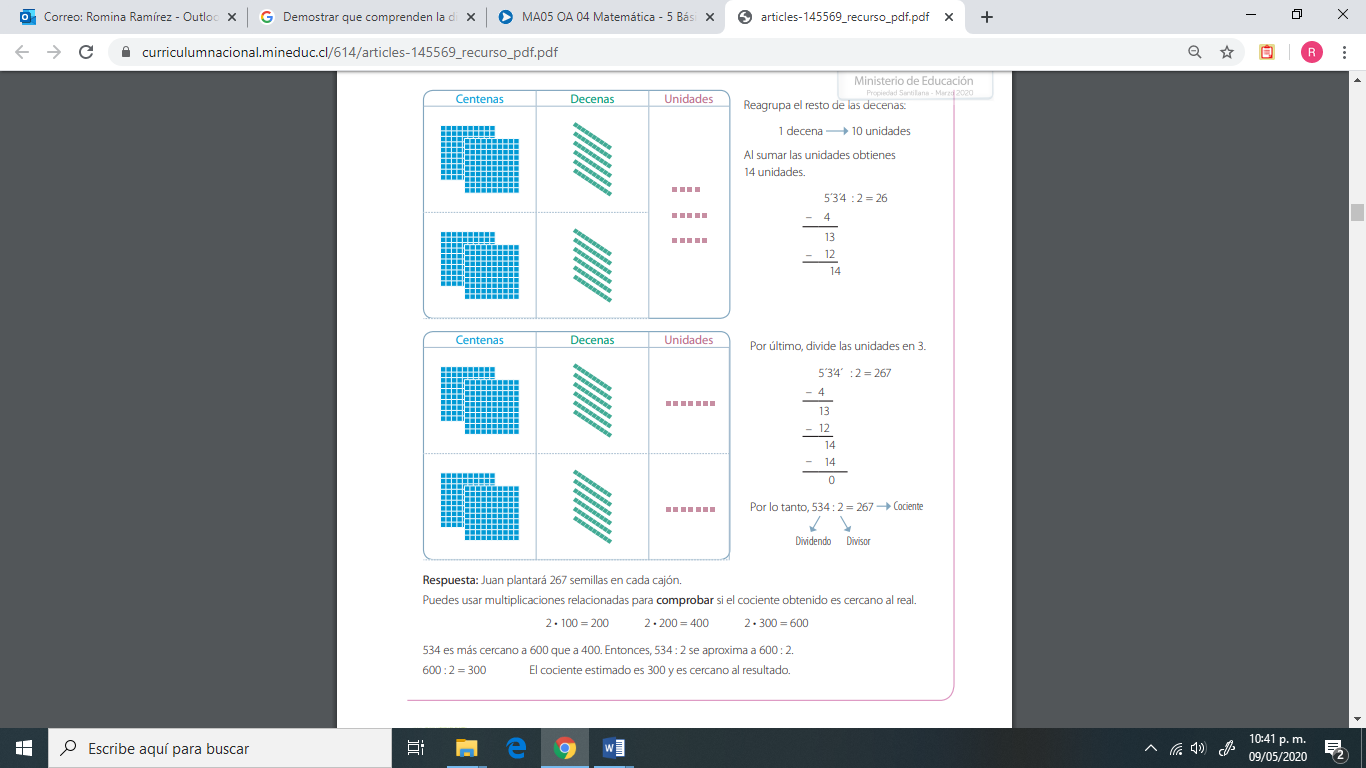 Correo: Romina Ramírez - Outloo
Demostrar que comprenden la di
MA05 OA 04 Matemática - 5 Bási
articles-145569_recurso_pdf.pdf
curriculumnacional.mineduc.cl/614/articles-145569_recurso_pdf.pdf
R
Ministerio de Educación
Propiedad Santillana - Marzo 2020
Centenas Decenas Unidades
Reagrupa el resto de las decenas:
1 decena → 10 unidades
Al sumar las unidades obtienes
14 unidades.
5´3´4 : 2 = 26
– 4
13
– 12
14
Centenas Decenas Unidades
Por último, divide las unidades en 3.
5´3´4´ : 2 = 267
– 4
13
– 12
14
– 14
0
Por lo tanto, 534 : 2 = 267 → Cociente
Dividendo Divisor
Respuesta: Juan plantará 267 semillas en cada cajón.
Puedes usar multiplicaciones relacionadas para comprobar si el cociente obtenido es cercano al real.
2 • 100 = 200 2 • 200 = 400 2 • 300 = 600
534 es más cercano a 600 que a 400. Entonces, 534 : 2 se aproxima a 600 : 2.
600 : 2 = 300 El cociente estimado es 300 y es cercano al resultado.
Escribe aquí para buscar
10:41 p. m.
09/05/2020
2